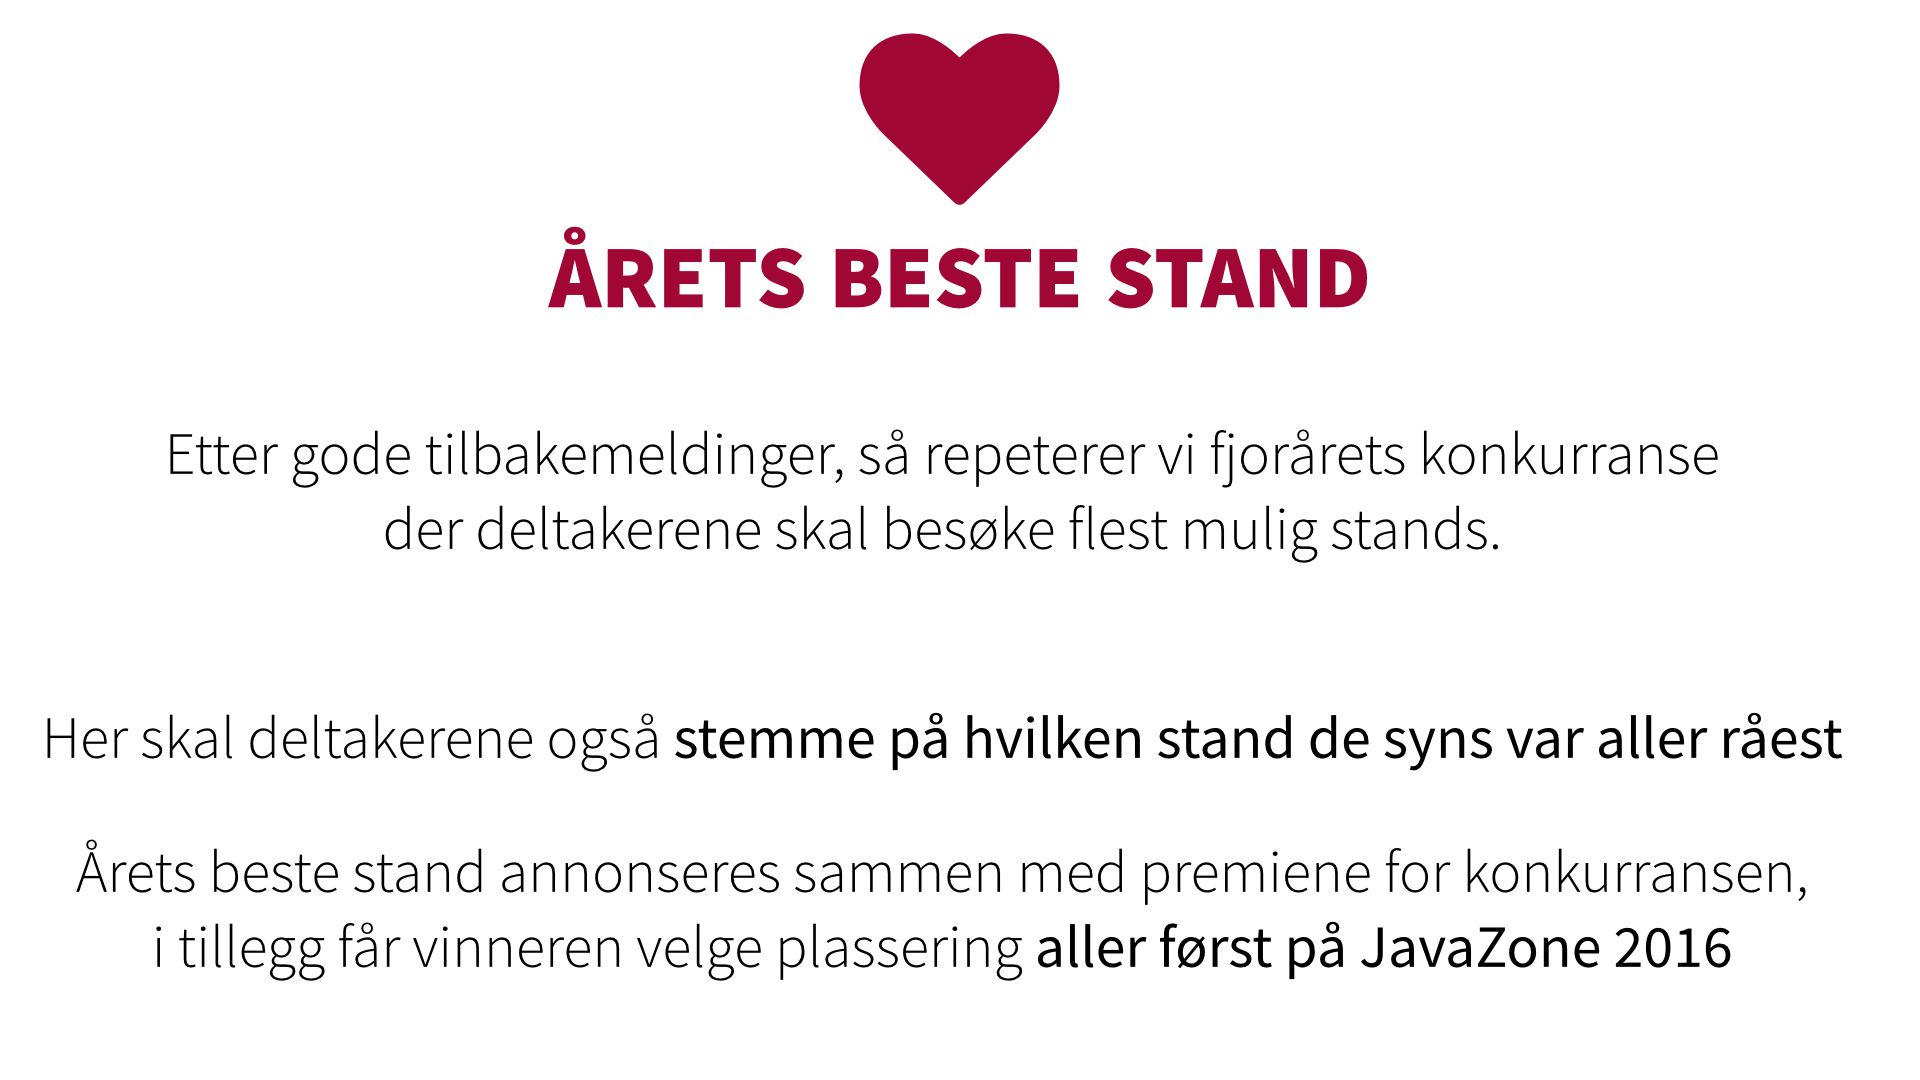 ÅRETS BESTE STAND
Etter gode tilbakemeldinger, så repeterer vi fjorårets konkurranse
der deltakerene skal besøke flest mulig stands.
Her skal deltakerene også stemme på hvilken stand de syns var aller råest
Årets beste stand annonseres sammen med premiene for konkurransen,
i tillegg får vinneren velge plassering aller først på JavaZone 2016